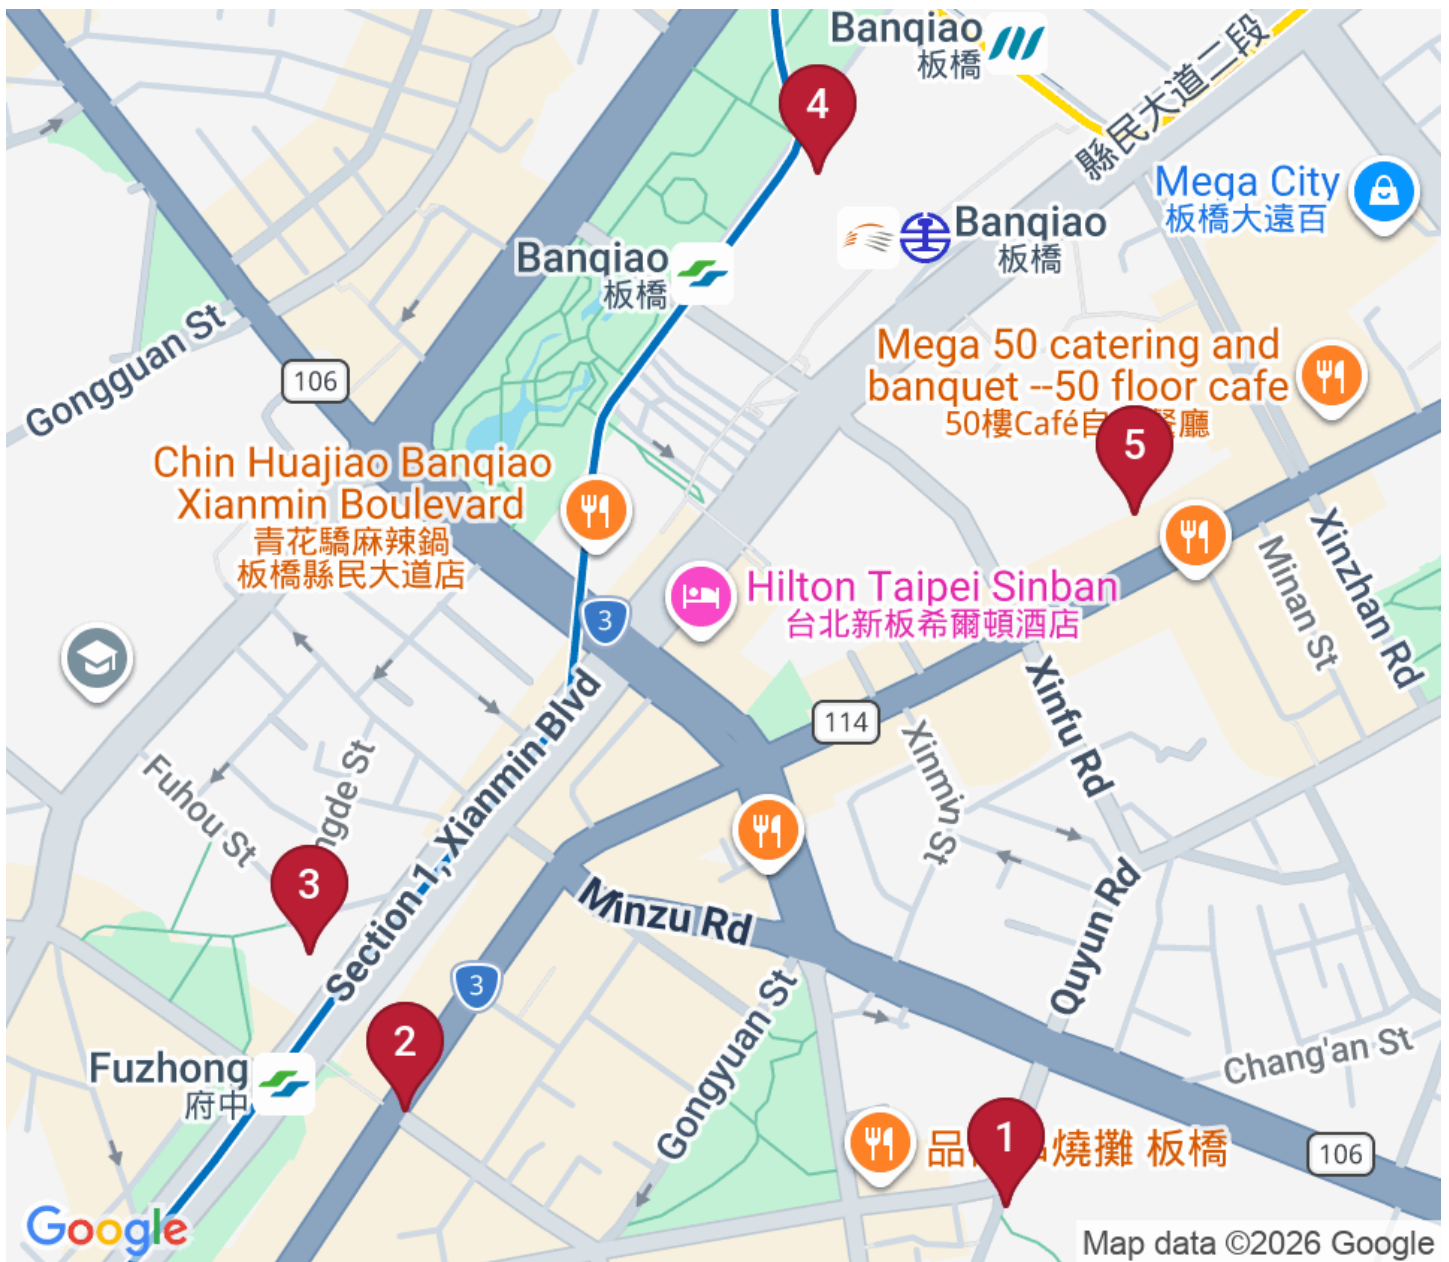 Banqiao
板橋
4
縣民大道二段
Mega City
板橋大遠百
Banqiao
板橋
Banqiao
板橋
Gongguan St
106
Mega 50 catering and
banquet --50 floor cafe
50樓Café自 餐廳
5
Chin Huajiao Banqiao
Xianmin Boulevard
青花驕麻辣鍋
板橋縣民大道店
Hilton Taipei Sinban
台北新板希爾頓酒店
3
Minan St
Xinzhan Rd
Xinfu Rd
114
Xinmin St
Fuhou St
ngde St
Section 1, Xianmin Blvd
3
Minzu Rd
Quyun Rd
3
Gongyuan St
2
Chang'an St
Fuzhong
府中
1
品 燒攤 板橋
106
Google
Map data ©2026 Google